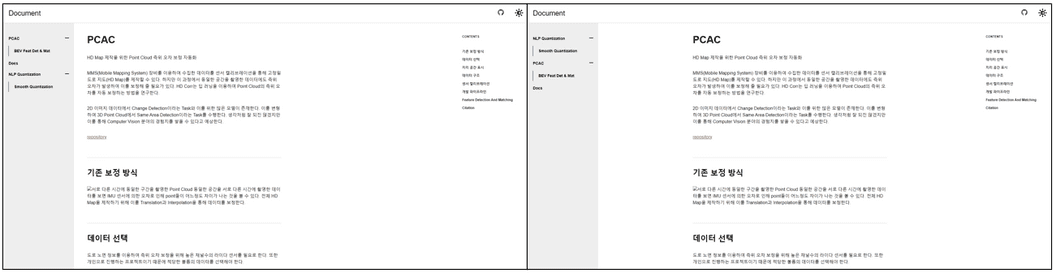 Document
PCAC
BEV Feat Det & Mat
Docs
NLP Quantization
Smooth Quantization
PCAC
HD Map 제작을 위한 Point Cloud 측위 오차 보정 자동화
MMS(Mobile Mapping System) 장비를 이용하여 수집한 데이터를 센서 캘리브레이션을 통해 고정밀
도로 지도(HD Map)를 제작할 수 있다. 하지만 이 과정에서 동일한 공간을 촬영한 데이터에도 측위
오차가 발생하여 이를 보정해 줄 필요가 있다. HD Corr는 딥 러닝을 이용하여 Point Cloud의 측위 오
차를 자동 보정하는 방법을 연구한다.
2D 이미지 데이터에서 Change Detection이라는 Task와 이를 위한 많은 모델이 존재한다. 이를 변형
하여 3D Point Cloud에서 Same Area Detection이라는 Task를 수행한다. 생각처럼 잘 되진 않겠지만
이를 통해 Computer Vision 분야의 경험치를 쌓을 수 있다고 예상한다.
repository
기존 보정 방식
서로 다른 시간에 동일한 구간을 촬영한 Point Cloud 동일한 공간을 서로 다른 시간에 촬영한 데이
터를 보면 IMU 센서에 의한 오차로 인해 point들이 어느정도 차이가 나는 것을 볼 수 있다. 전체 HD
Map을 제작하기 위해 이를 Translation과 Interpolation을 통해 데이터를 보정한다.
데이터 선택
도로 노면 정보를 이용하여 측위 오차 보정을 위해 높은 채널수의 라이다 센서를 필요로 한다. 또한
개인으로 진행하는 프로젝트이기 때문에 적당한 볼륨의 데이터를 선택해야 한다.
CONTENTS
기존 보정 방식
데이터 선택
지리 공간 표시
데이터 구조
센서 캘리브레이션
개발 파이프라인
Feature Detection And Matching
Citation
Document
NLP Quantization
Smooth Quantization
PCAC
BEV Feat Det & Mat
Docs
PCAC
HD Map 제작을 위한 Point Cloud 측위 오차 보정 자동화
MMS(Mobile Mapping System) 장비를 이용하여 수집한 데이터를 센서 캘리브레이션을 통해 고정밀
도로 지도(HD Map)를 제작할 수 있다. 하지만 이 과정에서 동일한 공간을 촬영한 데이터에도 측위
오차가 발생하여 이를 보정해 줄 필요가 있다. HD Corr는 딥 러닝을 이용하여 Point Cloud의 측위 오
차를 자동 보정하는 방법을 연구한다.
2D 이미지 데이터에서 Change Detection이라는 Task와 이를 위한 많은 모델이 존재한다. 이를 변형
하여 3D Point Cloud에서 Same Area Detection이라는 Task를 수행한다. 생각처럼 잘 되진 않겠지만
이를 통해 Computer Vision 분야의 경험치를 쌓을 수 있다고 예상한다.
repository
기존 보정 방식
서로 다른 시간에 동일한 구간을 촬영한 Point Cloud 동일한 공간을 서로 다른 시간에 촬영한 데이
터를 보면 IMU 센서에 의한 오차로 인해 point들이 어느정도 차이가 나는 것을 볼 수 있다. 전체 HD
Map을 제작하기 위해 이를 Translation과 Interpolation을 통해 데이터를 보정한다.
데이터 선택
도로 노면 정보를 이용하여 측위 오차 보정을 위해 높은 채널수의 라이다 센서를 필요로 한다. 또한
개인으로 진행하는 프로젝트이기 때문에 적당한 볼륨의 데이터를 선택해야 한다.
CONTENTS
기존 보정 방식
데이터 선택
지리 공간 표시
데이터 구조
센서 캘리브레이션
개발 파이프라인
Feature Detection And Matching
Citation